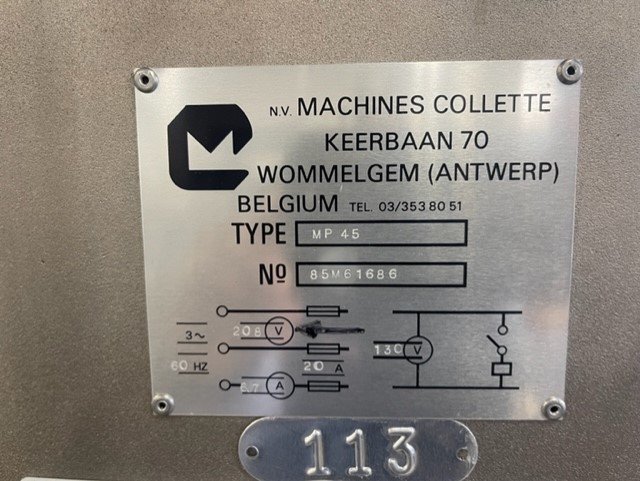 N.V. MACHINES COLLETTE
KEERBAAN 70
WOMMELGEM (ANTWERP)
BELGIUM TEL. 03/353 80 51
TYPE MP 45
Nº 85M61686
208 V
3~
130 V
60 HZ
20 A
6.7 A
113